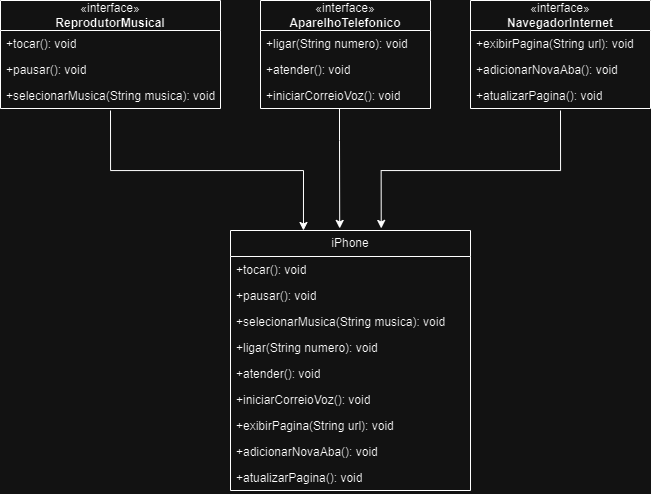 «interface»
ReprodutorMusical
+tocar(): void
+pausar(): void
+selecionarMusica(String musica): void
«interface»
AparelhoTelefonico
+ligar(String numero): void
+atender(): void
+iniciarCorreioVoz(): void
«interface»
NavegadorInternet
+exibirPagina(String url): void
+adicionarNovaAba(): void
+atualizarPagina(): void
iPhone
+tocar(): void
+pausar(): void
+selecionarMusica(String musica): void
+ligar(String numero): void
+atender(): void
+iniciarCorreioVoz(): void
+exibirPagina(String url): void
+adicionarNovaAba(): void
+atualizarPagina(): void